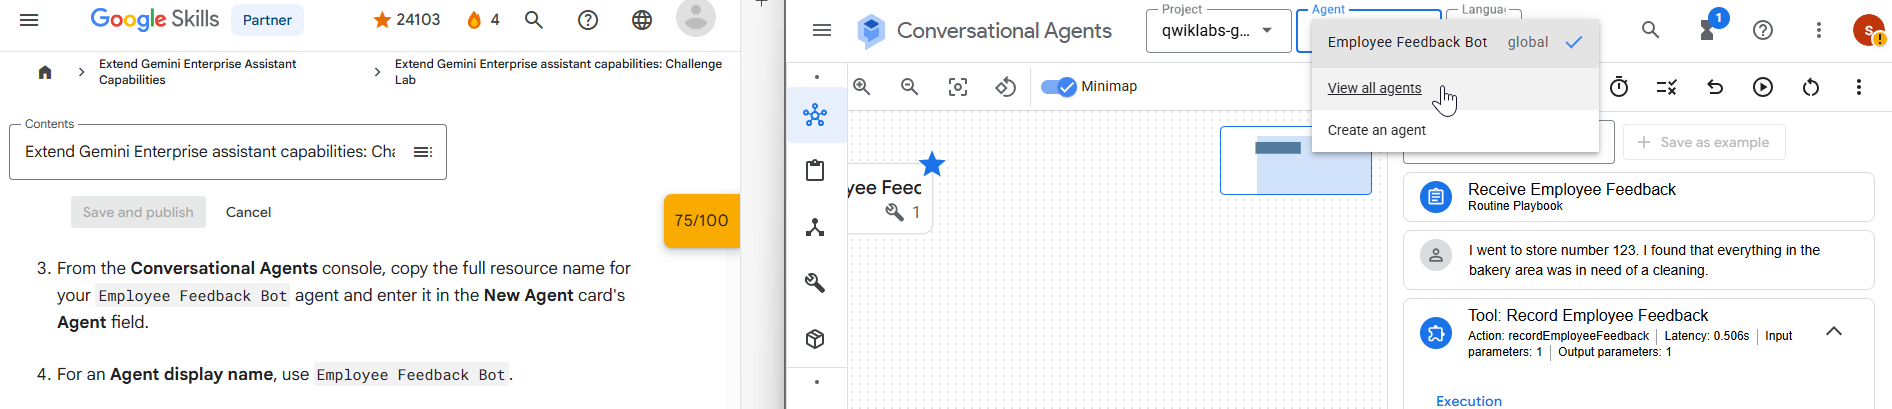 Google Skills
Partner
24103
4
Extend Gemini Enterprise Assistant
Capabilities
Extend Gemini Enterprise assistant capabilities: Challenge
Lab
Contents
Extend Gemini Enterprise assistant capabilities: Cha
Save and publish
Cancel
75/100
3. From the Conversational Agents console, copy the full resource name for
your Employee Feedback Bot agent and enter it in the New Agent card's
Agent field.
4. For an Agent display name, use Employee Feedback Bot.
Conversational Agents
Project
qwiklabs-g...
Agent
Langua
1
S
Employee Feedback Bot global
View all agents
Create an agent
Minimap
yee Feec
1
+ Save as example
Receive Employee Feedback
Routine Playbook
I went to store number 123. I found that everything in the
bakery area was in need of a cleaning.
Tool: Record Employee Feedback
Action: recordEmployeeFeedback | Latency: 0.506s | Input
parameters: 1 | Output parameters: 1
Execution